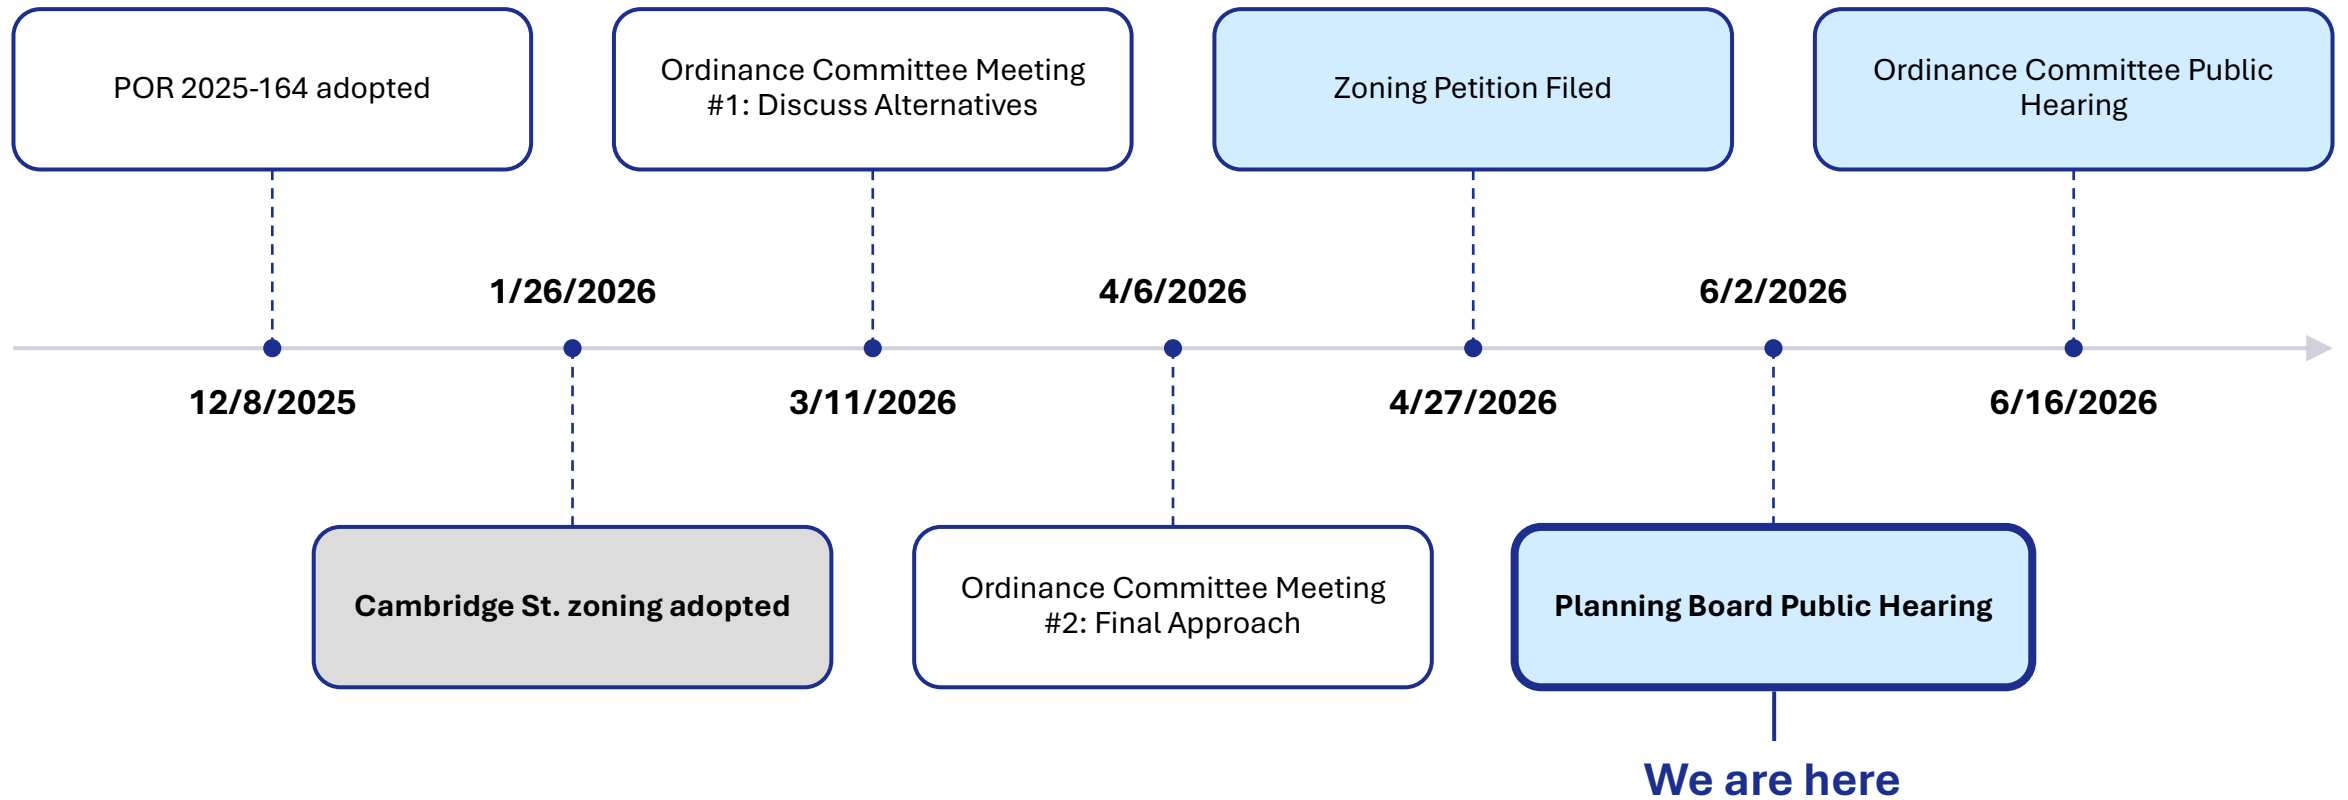 POR 2025-164 adopted
Ordinance Committee Meeting
#1: Discuss Alternatives
Zoning Petition Filed
Ordinance Committee Public
Hearing
1/26/2026
4/6/2026
6/2/2026
12/8/2025
3/11/2026
4/27/2026
6/16/2026
Cambridge St. zoning adopted
Ordinance Committee Meeting
#2: Final Approach
Planning Board Public Hearing
We are here